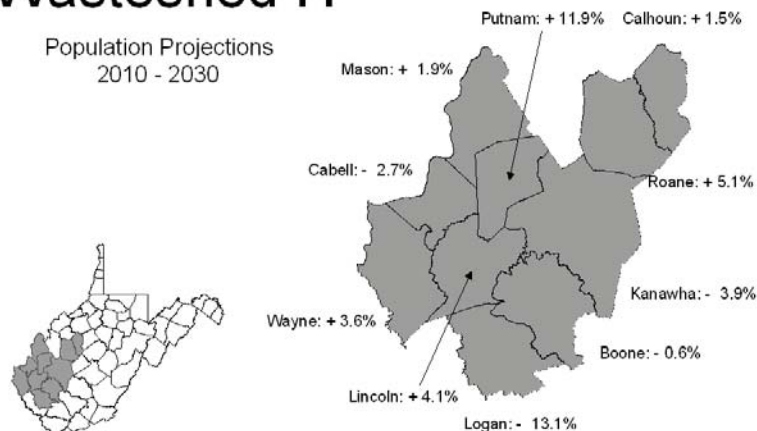 Population Projections
2010 - 2030
Putnam: + 11.9%
Calhoun: + 1.5%
Mason: + 1.9%
Cabell: - 2.7%
Roane: + 5.1%
Kanawha: - 3.9%
Wayne: + 3.6%
Boone: - 0.6%
Lincoln: + 4.1%
Logan: - 13.1%